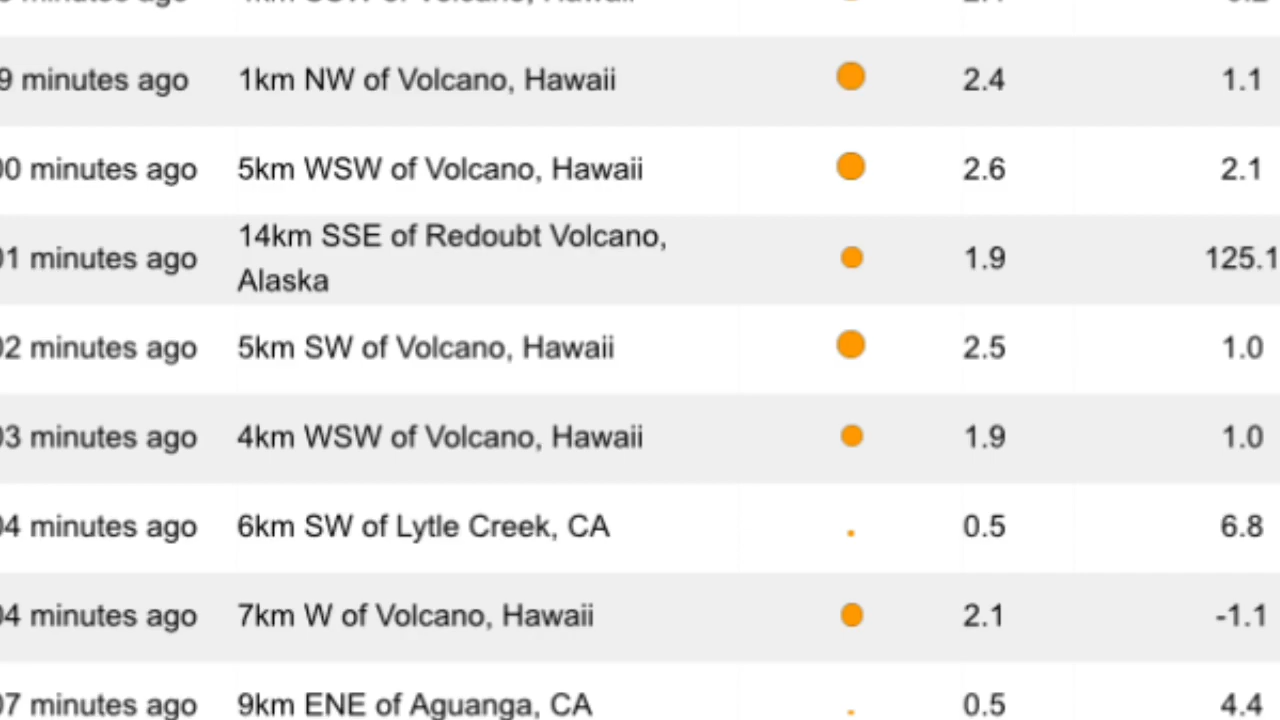 minutes ago
9 minutes ago 1km NW of Volcano, Hawaii 2.4 1.1
00 minutes ago 5km WSW of Volcano, Hawaii 2.6 2.1
14km SSE of Redoubt Volcano,
01 minutes ago 1.9 125.1
Alaska
02 minutes ago 5km SW of Volcano, Hawaii 2.5 1.0
03 minutes ago 4km WSW of Volcano, Hawaii 1.9 1.0
04 minutes ago 6km SW of Lytle Creek, CA 0.5 6.8
04 minutes ago 7km W of Volcano, Hawaii 2.1 -1.1
07 minutes ago 9km ENE of Aguanga, CA 0.5 4.4